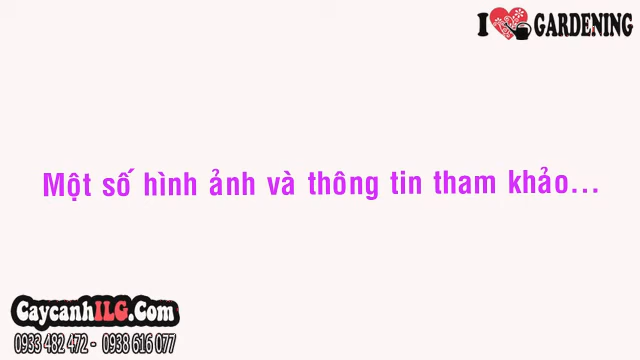 I GARDENING
Một số hình ảnh và thông tin tham khảo...
CaycanhILG.Com
0933 482 472 - 0938 616 077